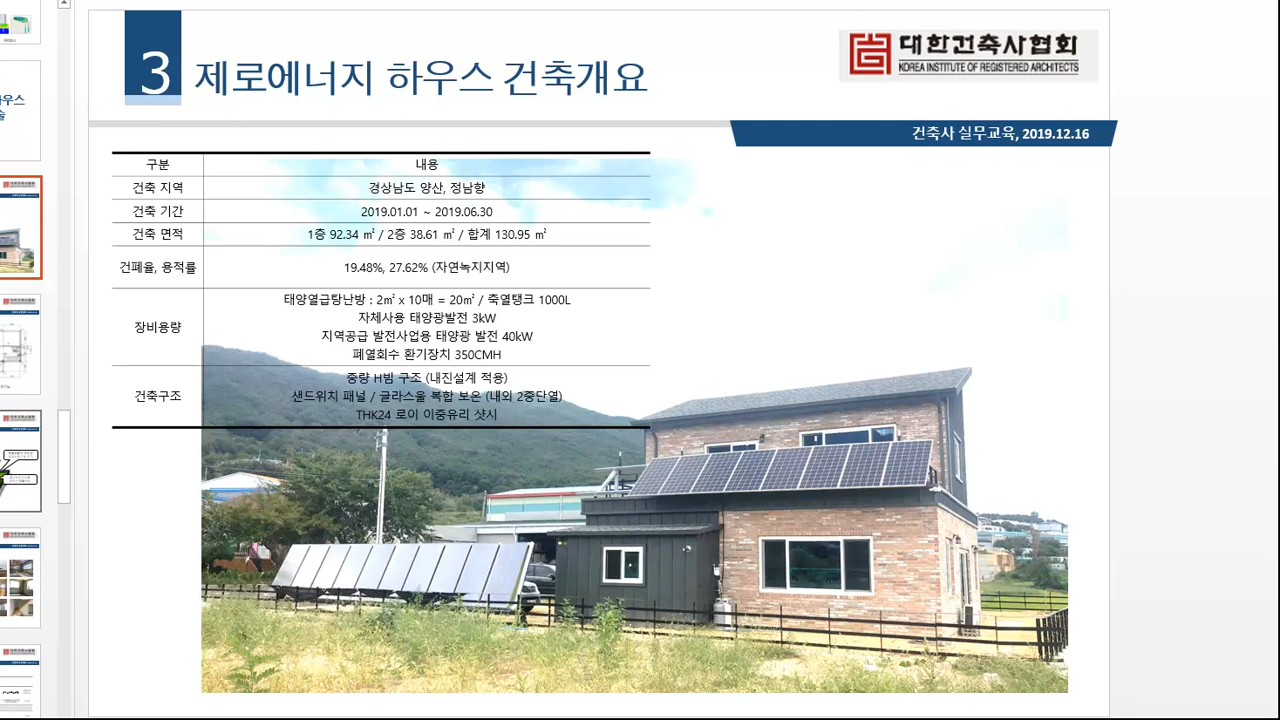 3 제로에너지 하우스 건축개요
대한건축사협회
KOREA INSTITUTE OF REGISTERED ARCHITECTS
건축사 실무교육, 2019.12.16
구분 내용
건축 지역 경상남도 양산, 정남향
건축 기간 2019.01.01 ~ 2019.06.30
건축 면적 1층 92.34 ㎡ / 2층 38.61 ㎡ / 합계 130.95 ㎡
건폐율, 용적률 19.48%, 27.62% (자연녹지지역)
장비용량
태양열급탕난방 : 2㎡ x 10매 = 20㎡ / 축열탱크 1000L
자체사용 태양광발전 3kW
지역공급 발전사업용 태양광 발전 40kW
폐열회수 환기장치 350CMH
건축구조
중량 H빔 구조 (내진설계 적용)
샌드위치 패널 / 글라스울 복합 보온 (내외 2중단열)
THK24 로이 이중유리 샷시